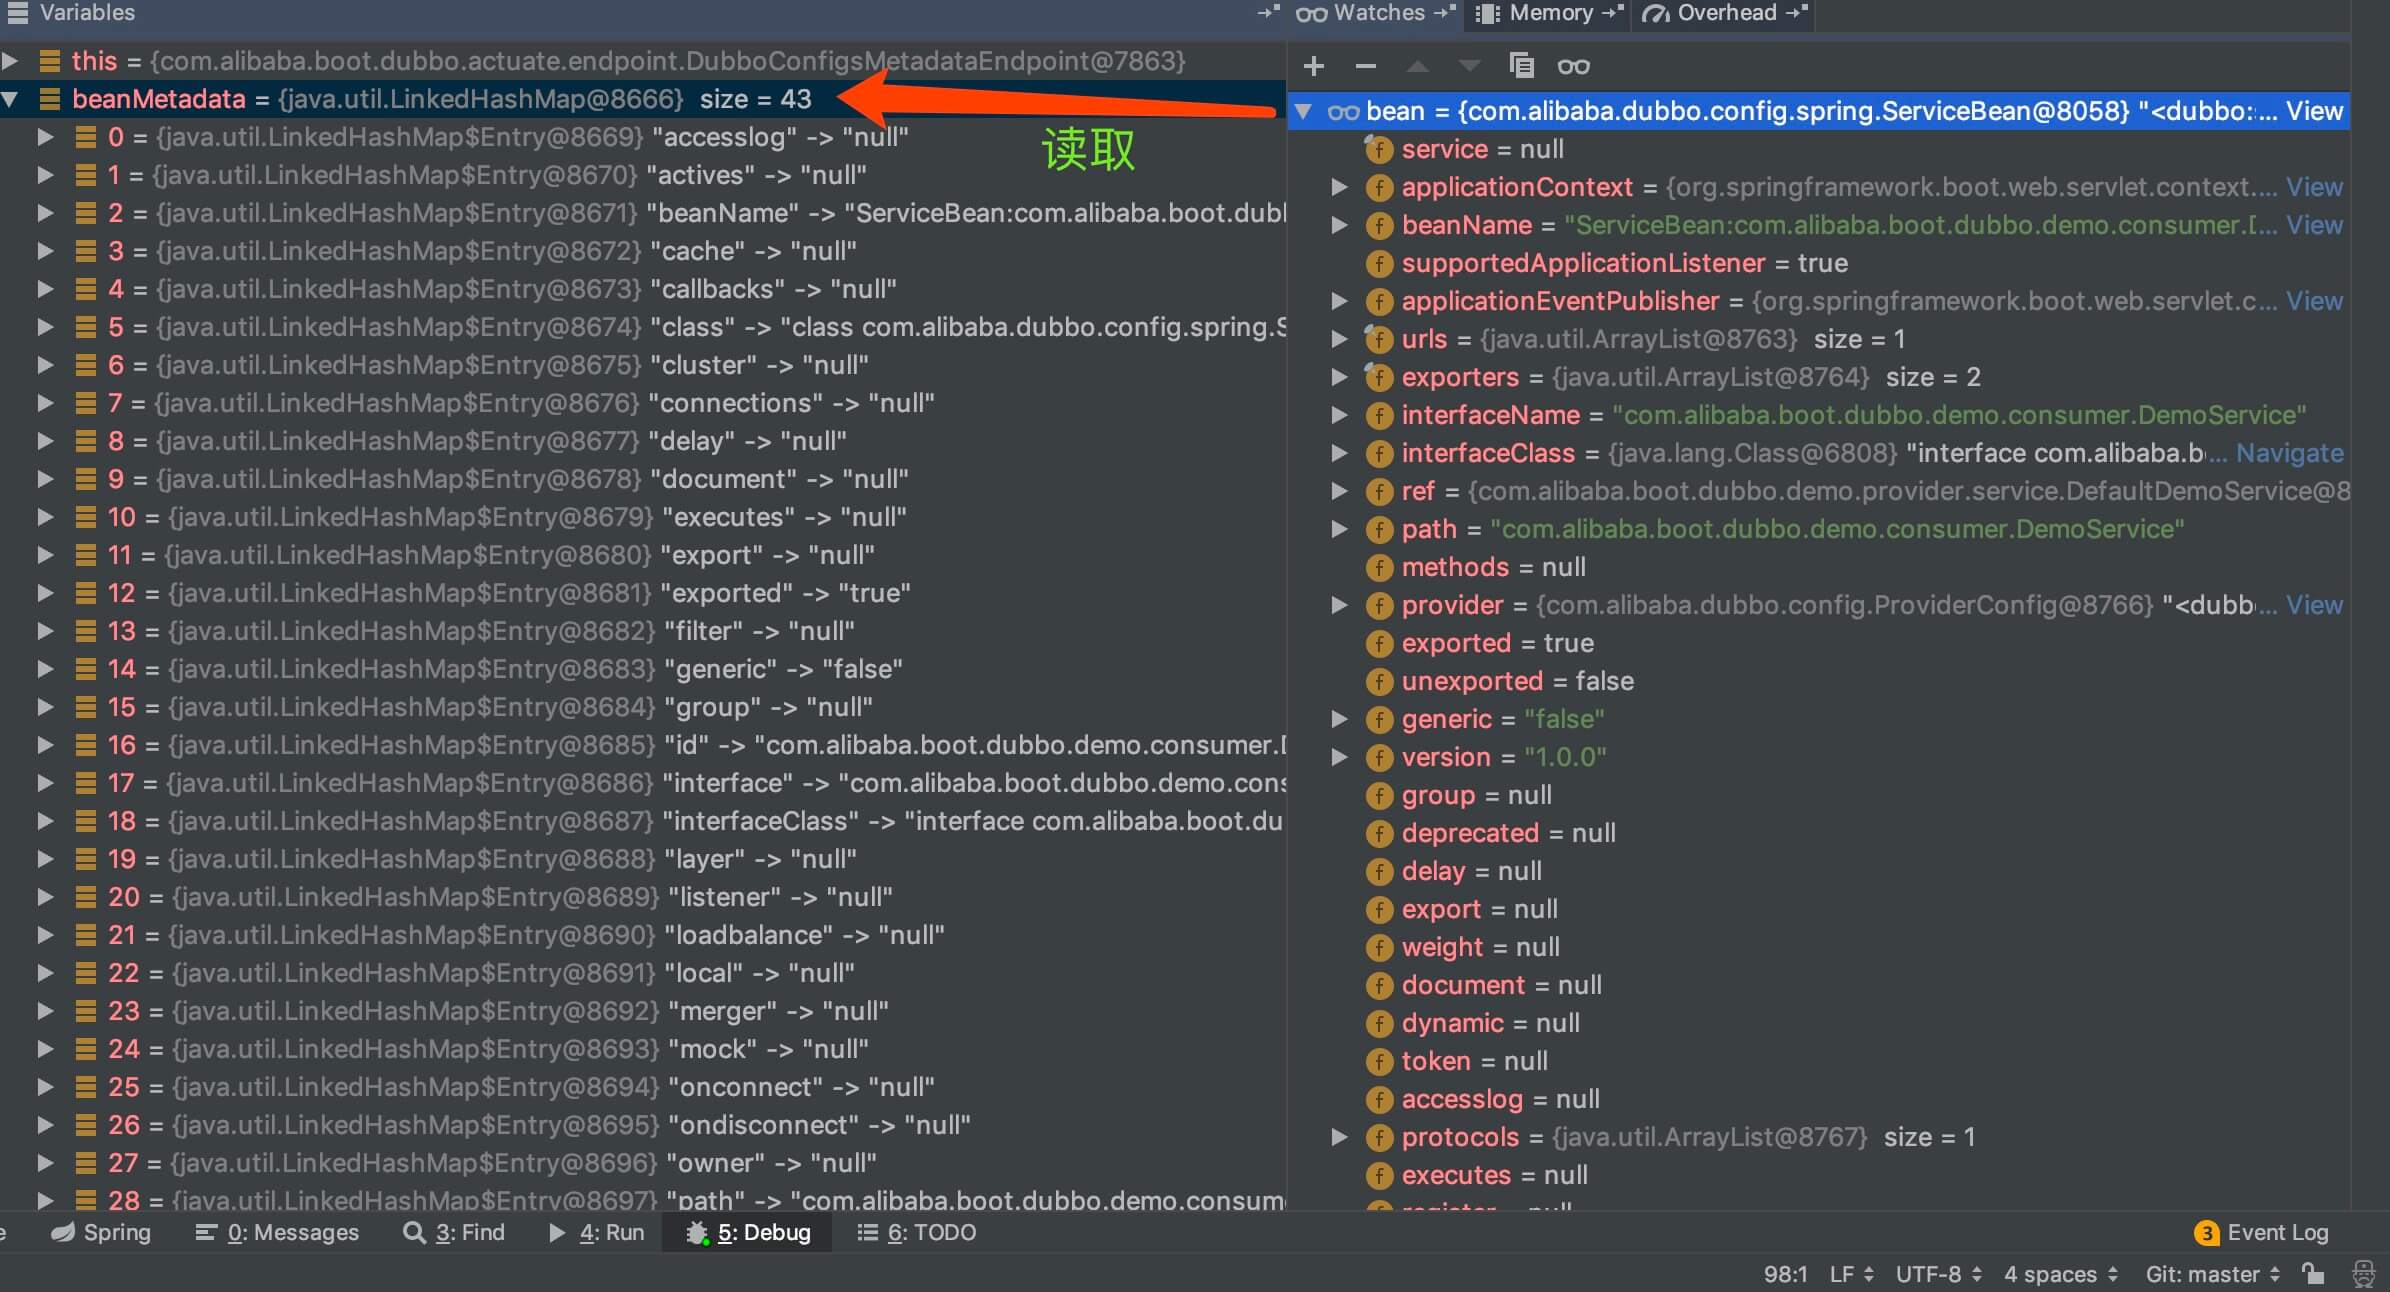 Variables
this = {com.alibaba.boot.dubbo.actuate.endpoint.DubboConfigsMetadataEndpoint@7863}
beanMetadata = {java.util.LinkedHashMap@8666} size = 43
读取
0 = {java.util.LinkedHashMap$Entry@8669} "accesslog" -> "null"
1 = {java.util.LinkedHashMap$Entry@8670} "actives" -> "null"
2 = {java.util.LinkedHashMap$Entry@8671} "beanName" -> "ServiceBean:com.alibaba.boot.dubl
3 = {java.util.LinkedHashMap$Entry@8672} "cache" -> "null"
4 = {java.util.LinkedHashMap$Entry@8673} "callbacks" -> "null"
5 = {java.util.LinkedHashMap$Entry@8674} "class" -> "class com.alibaba.dubbo.config.spring.S
6 = {java.util.LinkedHashMap$Entry@8675} "cluster" -> "null"
7 = {java.util.LinkedHashMap$Entry@8676} "connections" -> "null"
8 = {java.util.LinkedHashMap$Entry@8677} "delay" -> "null"
9 = {java.util.LinkedHashMap$Entry@8678} "document" -> "null"
10 = {java.util.LinkedHashMap$Entry@8679} "executes" -> "null"
11 = {java.util.LinkedHashMap$Entry@8680} "export" -> "null"
12 = {java.util.LinkedHashMap$Entry@8681} "exported" -> "true"
13 = {java.util.LinkedHashMap$Entry@8682} "filter" -> "null"
14 = {java.util.LinkedHashMap$Entry@8683} "generic" -> "false"
15 = {java.util.LinkedHashMap$Entry@8684} "group" -> "null"
16 = {java.util.LinkedHashMap$Entry@8685} "id" -> "com.alibaba.boot.dubbo.demo.consumer.
17 = {java.util.LinkedHashMap$Entry@8686} "interface" -> "com.alibaba.boot.dubbo.demo.cons
18 = {java.util.LinkedHashMap$Entry@8687} "interfaceClass" -> "interface com.alibaba.boot.du
19 = {java.util.LinkedHashMap$Entry@8688} "layer" -> "null"
20 = {java.util.LinkedHashMap$Entry@8689} "listener" -> "null"
21 = {java.util.LinkedHashMap$Entry@8690} "loadbalance" -> "null"
22 = {java.util.LinkedHashMap$Entry@8691} "local" -> "null"
23 = {java.util.LinkedHashMap$Entry@8692} "merger" -> "null"
24 = {java.util.LinkedHashMap$Entry@8693} "mock" -> "null"
25 = {java.util.LinkedHashMap$Entry@8694} "onconnect" -> "null"
26 = {java.util.LinkedHashMap$Entry@8695} "ondisconnect" -> "null"
27 = {java.util.LinkedHashMap$Entry@8696} "owner" -> "null"
28 = {java.util.LinkedHashMap$Entry@8697} "path" -> "com.alibaba.boot.dubbo.demo.consum
Watches Memory Overhead
bean = {com.alibaba.dubbo.config.spring.ServiceBean@8058} "<dubbo:... View
service = null
applicationContext = {org.springframework.boot.web.servlet.context.... View
beanName = "ServiceBean:com.alibaba.boot.dubbo.demo.consumer.... View
supportedApplicationListener = true
applicationEventPublisher = {org.springframework.boot.web.servlet.c... View
urls = {java.util.ArrayList@8763} size = 1
exporters = {java.util.ArrayList@8764} size = 2
interfaceName = "com.alibaba.boot.dubbo.demo.consumer.DemoService"
interfaceClass = {java.lang.Class@6808} "interface com.alibaba.b... Navigate
ref = {com.alibaba.boot.dubbo.demo.provider.service.DefaultDemoService@8
path = "com.alibaba.boot.dubbo.demo.consumer.DemoService"
methods = null
provider = {com.alibaba.dubbo.config.ProviderConfig@8766} "<dubb... View
exported = true
unexported = false
generic = "false"
version = "1.0.0"
group = null
deprecated = null
delay = null
export = null
weight = null
document = null
dynamic = null
token = null
accesslog = null
protocols = {java.util.ArrayList@8767} size = 1
executes = null
Spring 0: Messages 3: Find 4: Run 5: Debug 6: TODO 3 Event Log
98:1 LF UTF-8 4 spaces Git: master